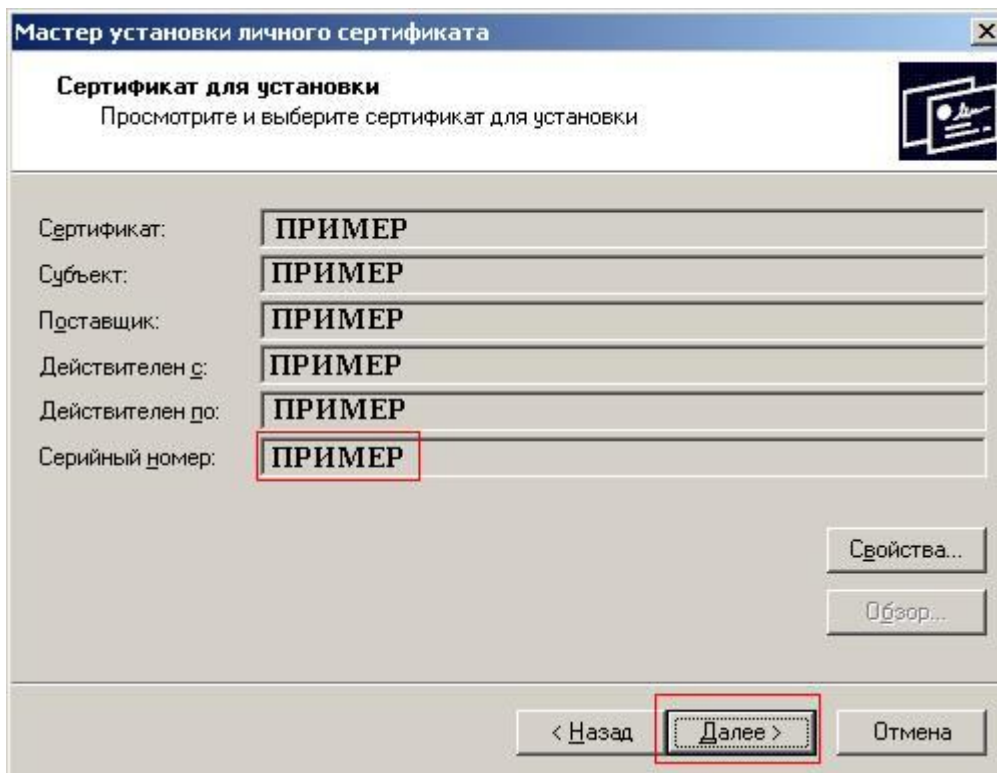 Мастер установки личного сертификата
Сертификат для установки
Просмотрите и выберите сертификат для установки
Сертификат: ПРИМЕР
Субъект: ПРИМЕР
Поставщик: ПРИМЕР
Действителен с: ПРИМЕР
Действителен по: ПРИМЕР
Серийный номер: ПРИМЕР
Свойства...
Обзор...
< Назад Далее > Отмена